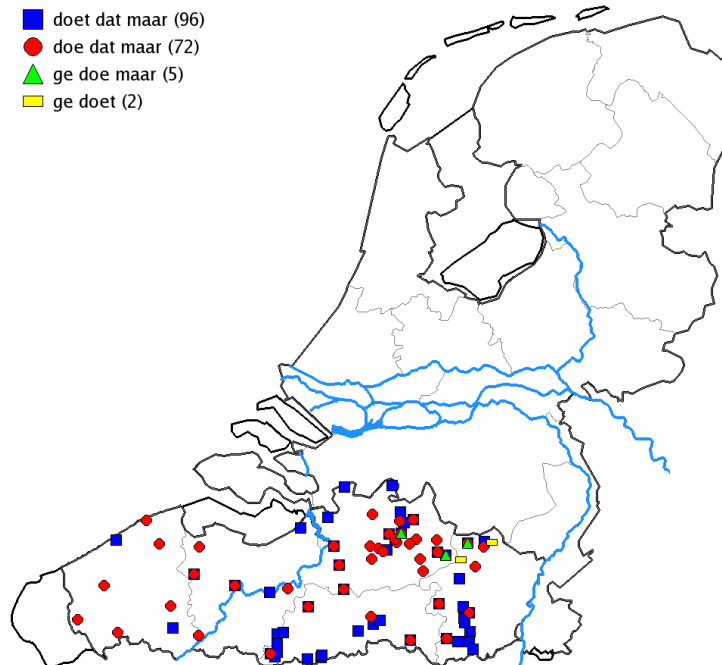 doet dat maar (96)
doe dat maar (72)
ge doe maar (5)
ge doet (2)